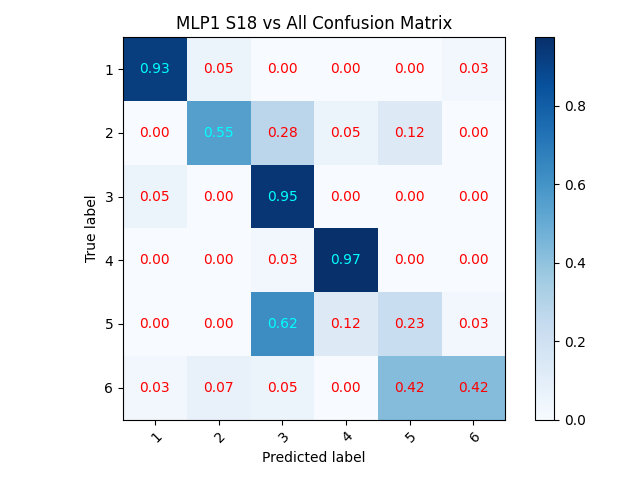 MLP1 S18 vs All Confusion Matrix
True label
1 0.93 0.05 0.00 0.00 0.00 0.03
2 0.00 0.55 0.28 0.05 0.12 0.00
3 0.05 0.00 0.95 0.00 0.00 0.00
4 0.00 0.00 0.03 0.97 0.00 0.00
5 0.00 0.00 0.62 0.12 0.23 0.03
6 0.03 0.07 0.05 0.00 0.42 0.42
1 2 3 4 5 6
Predicted label
0.8
0.6
0.4
0.2
0.0